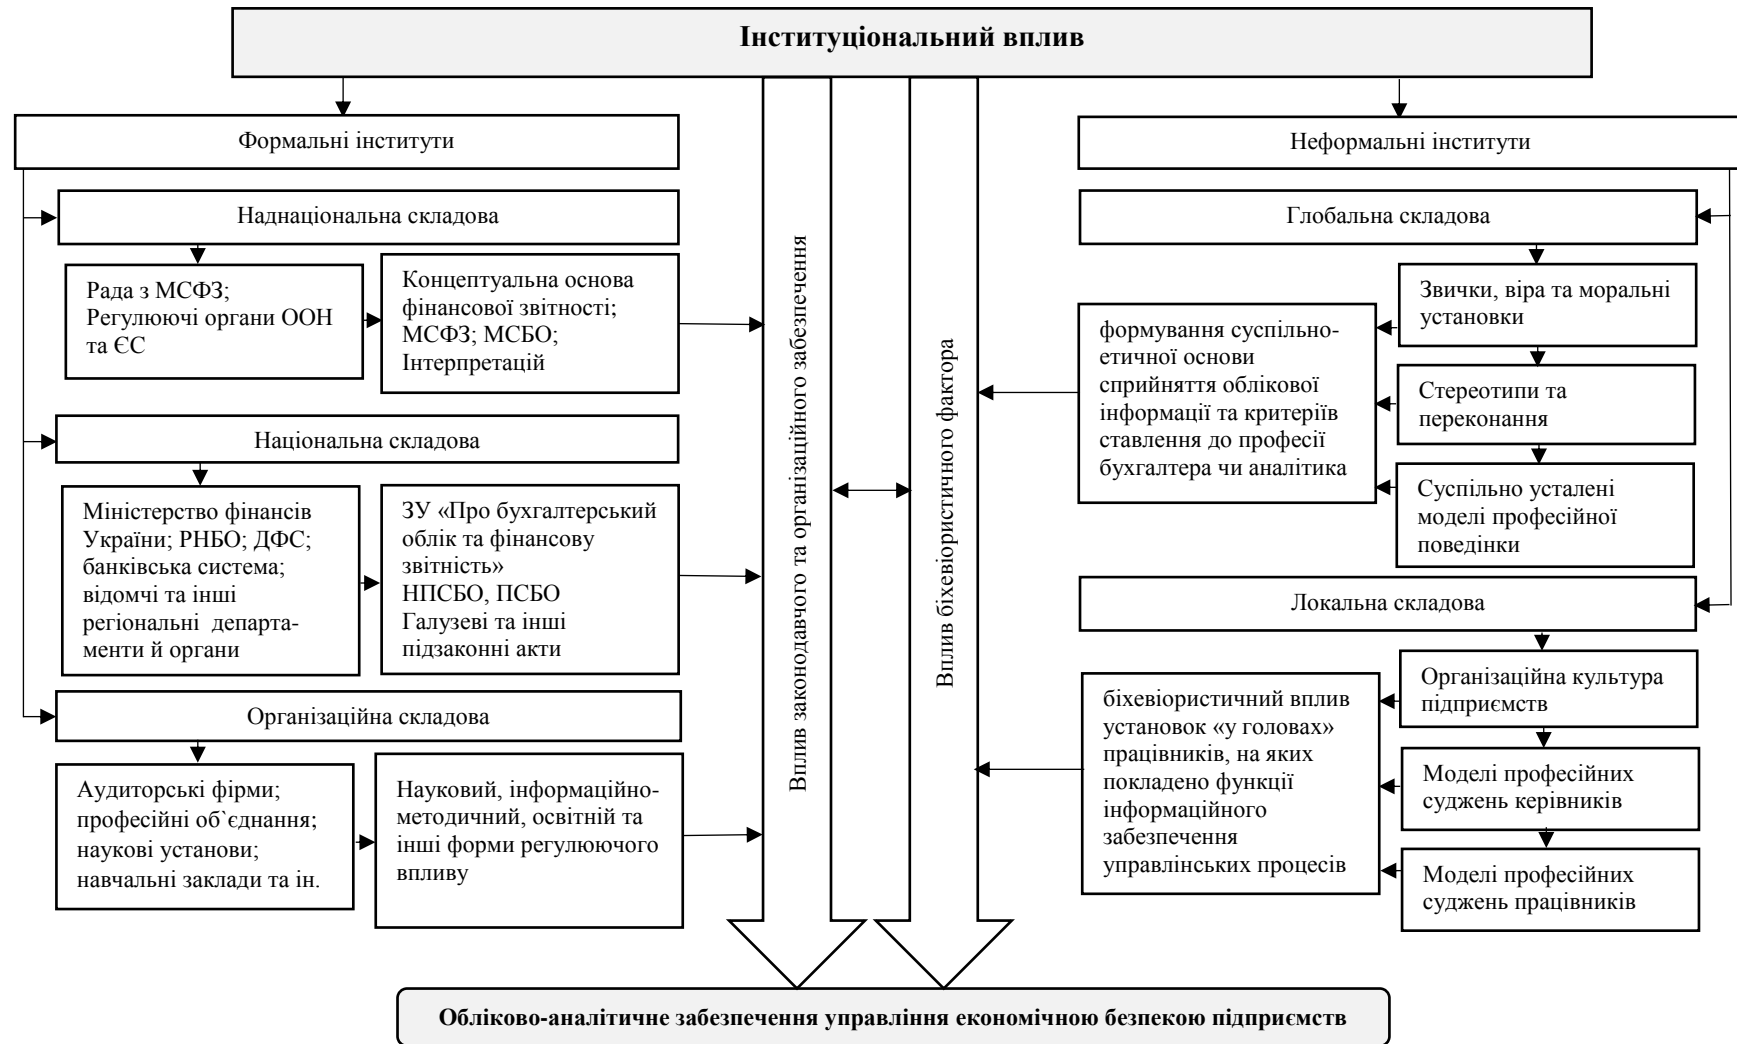 Інституціональний вплив
Формальні інститути
Наднаціональна складова
Рада з МСФЗ;
Регулюючі органи ООН
та ЄС
Концептуальна основа
фінансової звітності;
МСФЗ; МСБО;
Інтерпретацій
Національна складова
Міністерство фінансів
України; РНБО; ДФС;
банківська система;
відомчі та інші
регіональні департа-
менти й органи
ЗУ «Про бухгалтерський
облік та фінансову
звітність»
НПСБО, ПСБО
Галузеві та інші
підзаконні акти
Організаційна складова
Аудиторські фірми;
професійні об`єднання;
наукові установи;
навчальні заклади та ін.
Науковий, інформаційно-
методичний, освітній та
інші форми регулюючого
впливу
Вплив законодавчого та організаційного забезпечення
Вплив біхевіористичного фактора
Неформальні інститути
Глобальна складова
Звички, віра та моральні
установки
Стереотипи та
переконання
Суспільно усталені
моделі професійної
поведінки
формування суспільно-
етичної основи
сприйняття облікової
інформації та критеріїв
ставлення до професії
бухгалтера чи аналітика
Локальна складова
Організаційна культура
підприємств
Моделі професійних
суджень керівників
Моделі професійних
суджень працівників
біхевіористичний вплив
установок «у головах»
працівників, на яких
покладено функції
інформаційного
забезпечення
управлінських процесів
Обліково-аналітичне забезпечення управління економічною безпекою підприємств